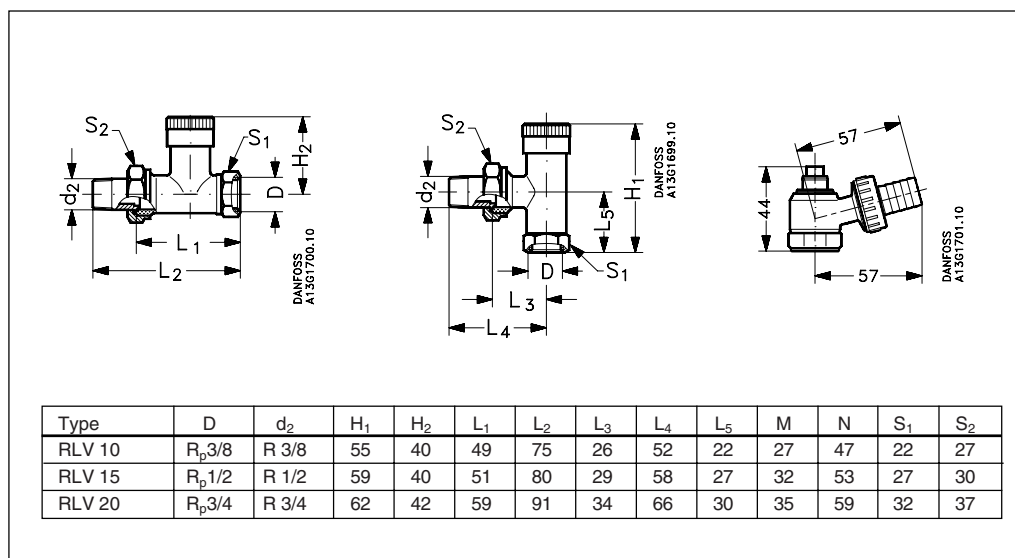 S2
H2
S1
d2
D
L1
L2
DANFOSS
A13G1700.10
S2
d2
H1
L5
D
S1
L3
L4
DANFOSS
A13G1699.10
57
44
57
DANFOSS
A13G1701.10
Type D d2 H1 H2 L1 L2 L3 L4 L5 M N S1 S2
RLV 10 Rp3/8 R 3/8 55 40 49 75 26 52 22 27 47 22 27
RLV 15 Rp1/2 R 1/2 59 40 51 80 29 58 27 32 53 27 30
RLV 20 Rp3/4 R 3/4 62 42 59 91 34 66 30 35 59 32 37